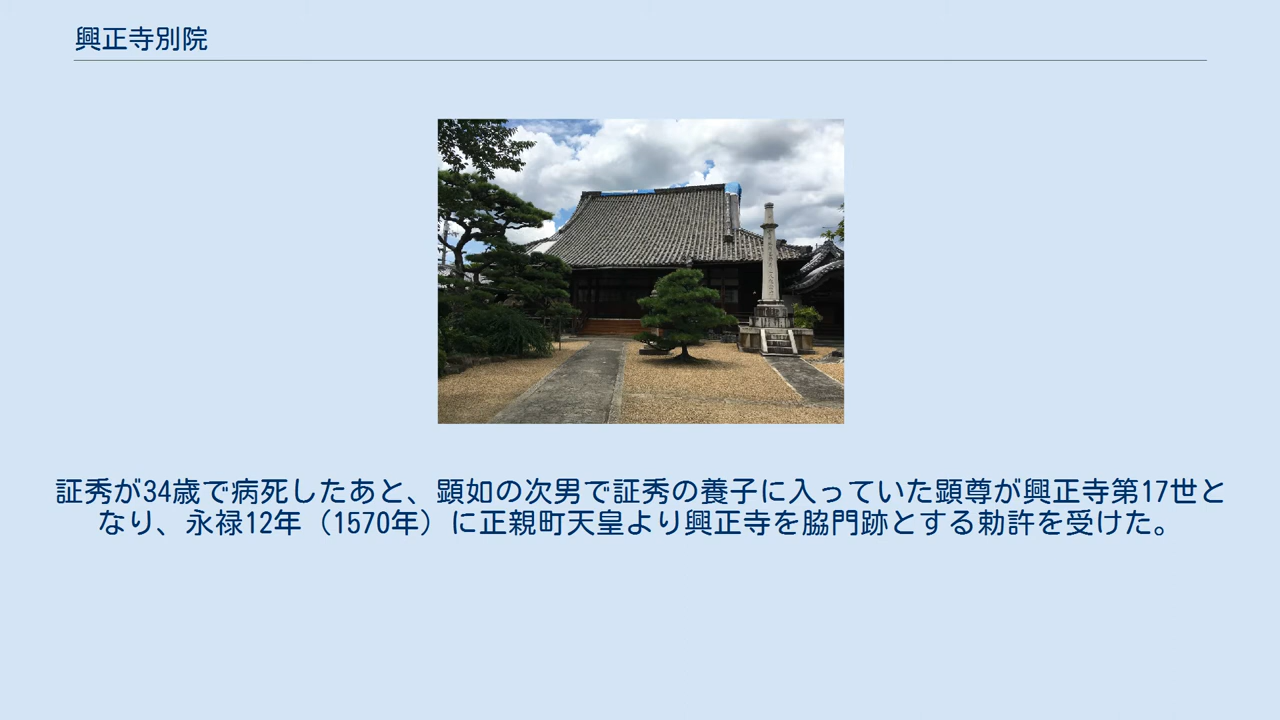 興正寺別院
証秀が34歳で病死したあと、顕如の次男で証秀の養子に入っていた顕尊が興正寺第17世と
なり、永禄12年（1570年）に正親町天皇より興正寺を脇門跡とする勅許を受けた。